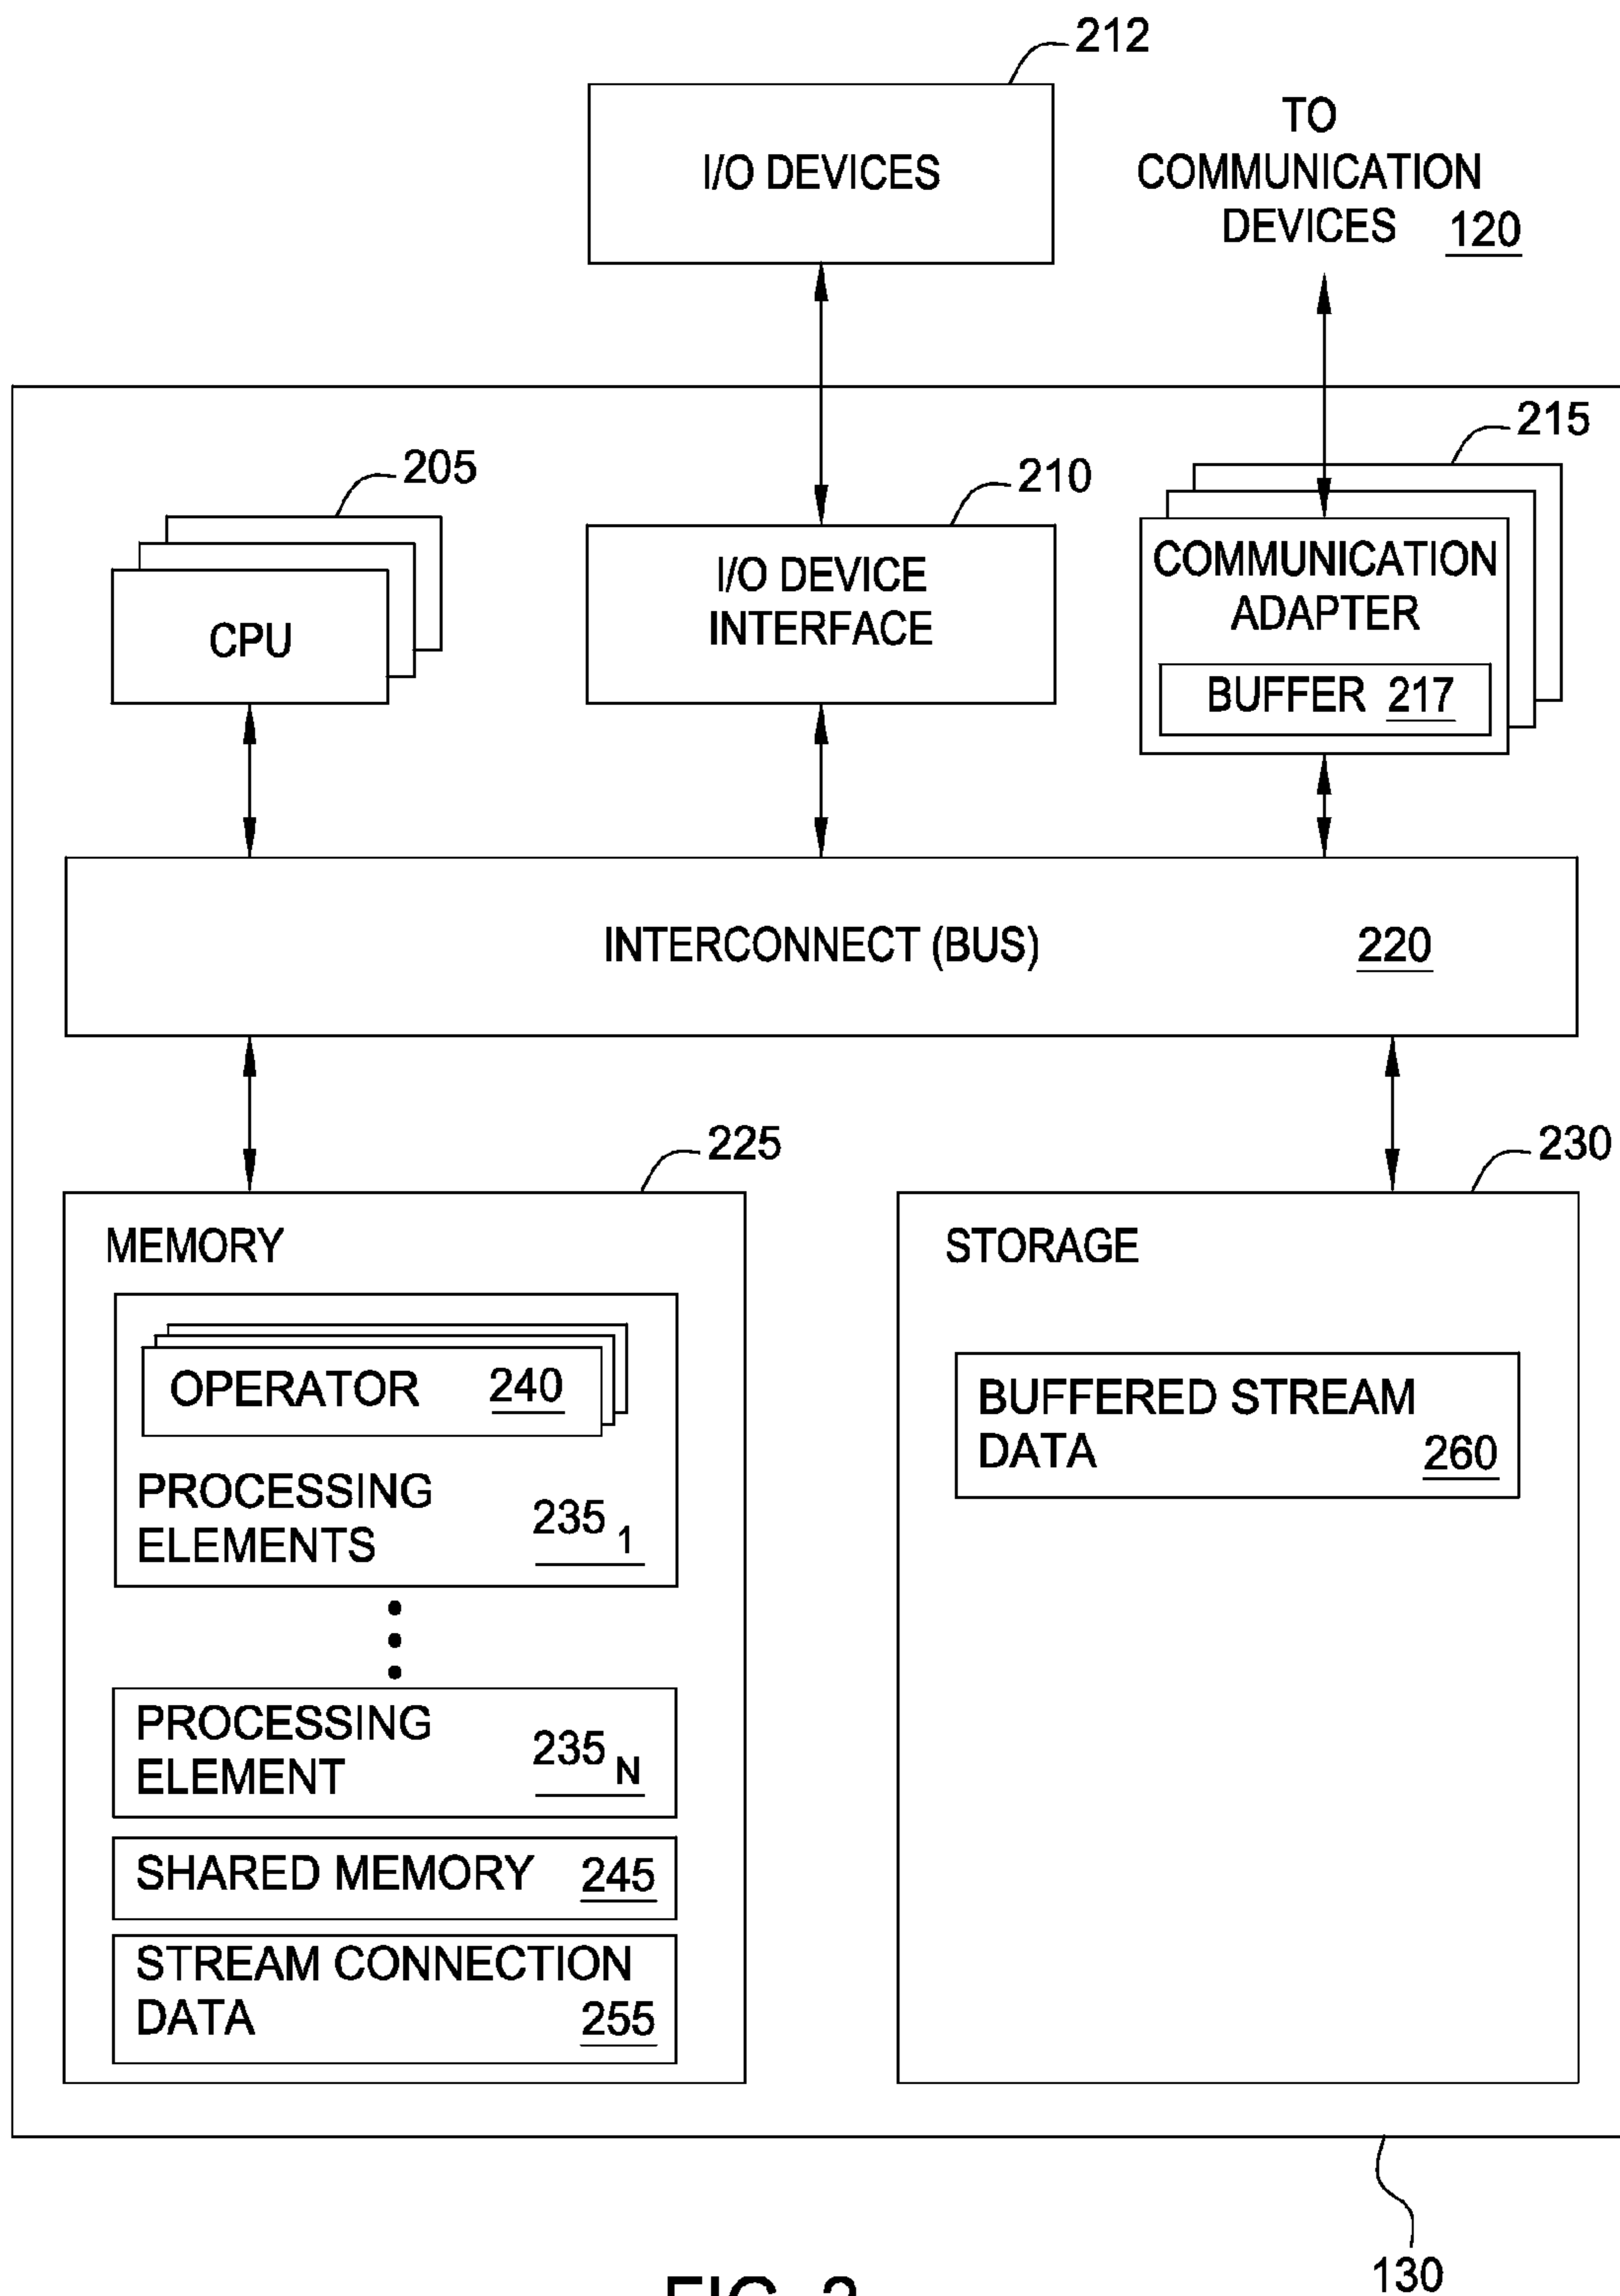 212
I/O DEVICES
TO
COMMUNICATION
DEVICES 120
215
205
210
CPU
I/O DEVICE
INTERFACE
COMMUNICATION
ADAPTER
BUFFER 217
INTERCONNECT (BUS) 220
225
230
MEMORY
OPERATOR 240
PROCESSING
ELEMENTS 235 1
PROCESSING
ELEMENT 235 N
SHARED MEMORY 245
STREAM CONNECTION
DATA 255
STORAGE
BUFFERED STREAM
DATA 260
130